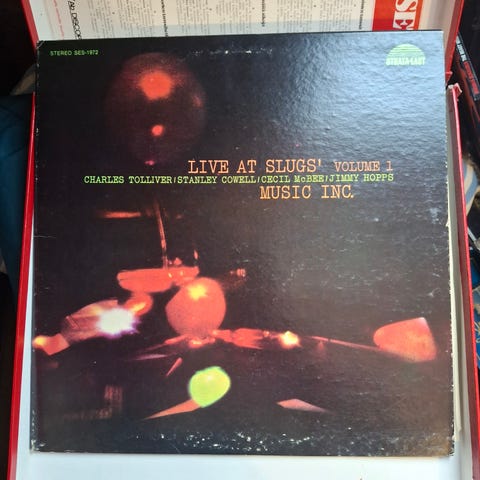 STEREO SES-1972
STRATA-EAST
LIVE AT SLUGS' VOLUME 1
CHARLES TOLLIVER/STANLEY COWELL/CECIL McBEE/JIMMY HOPPS
MUSIC INC.